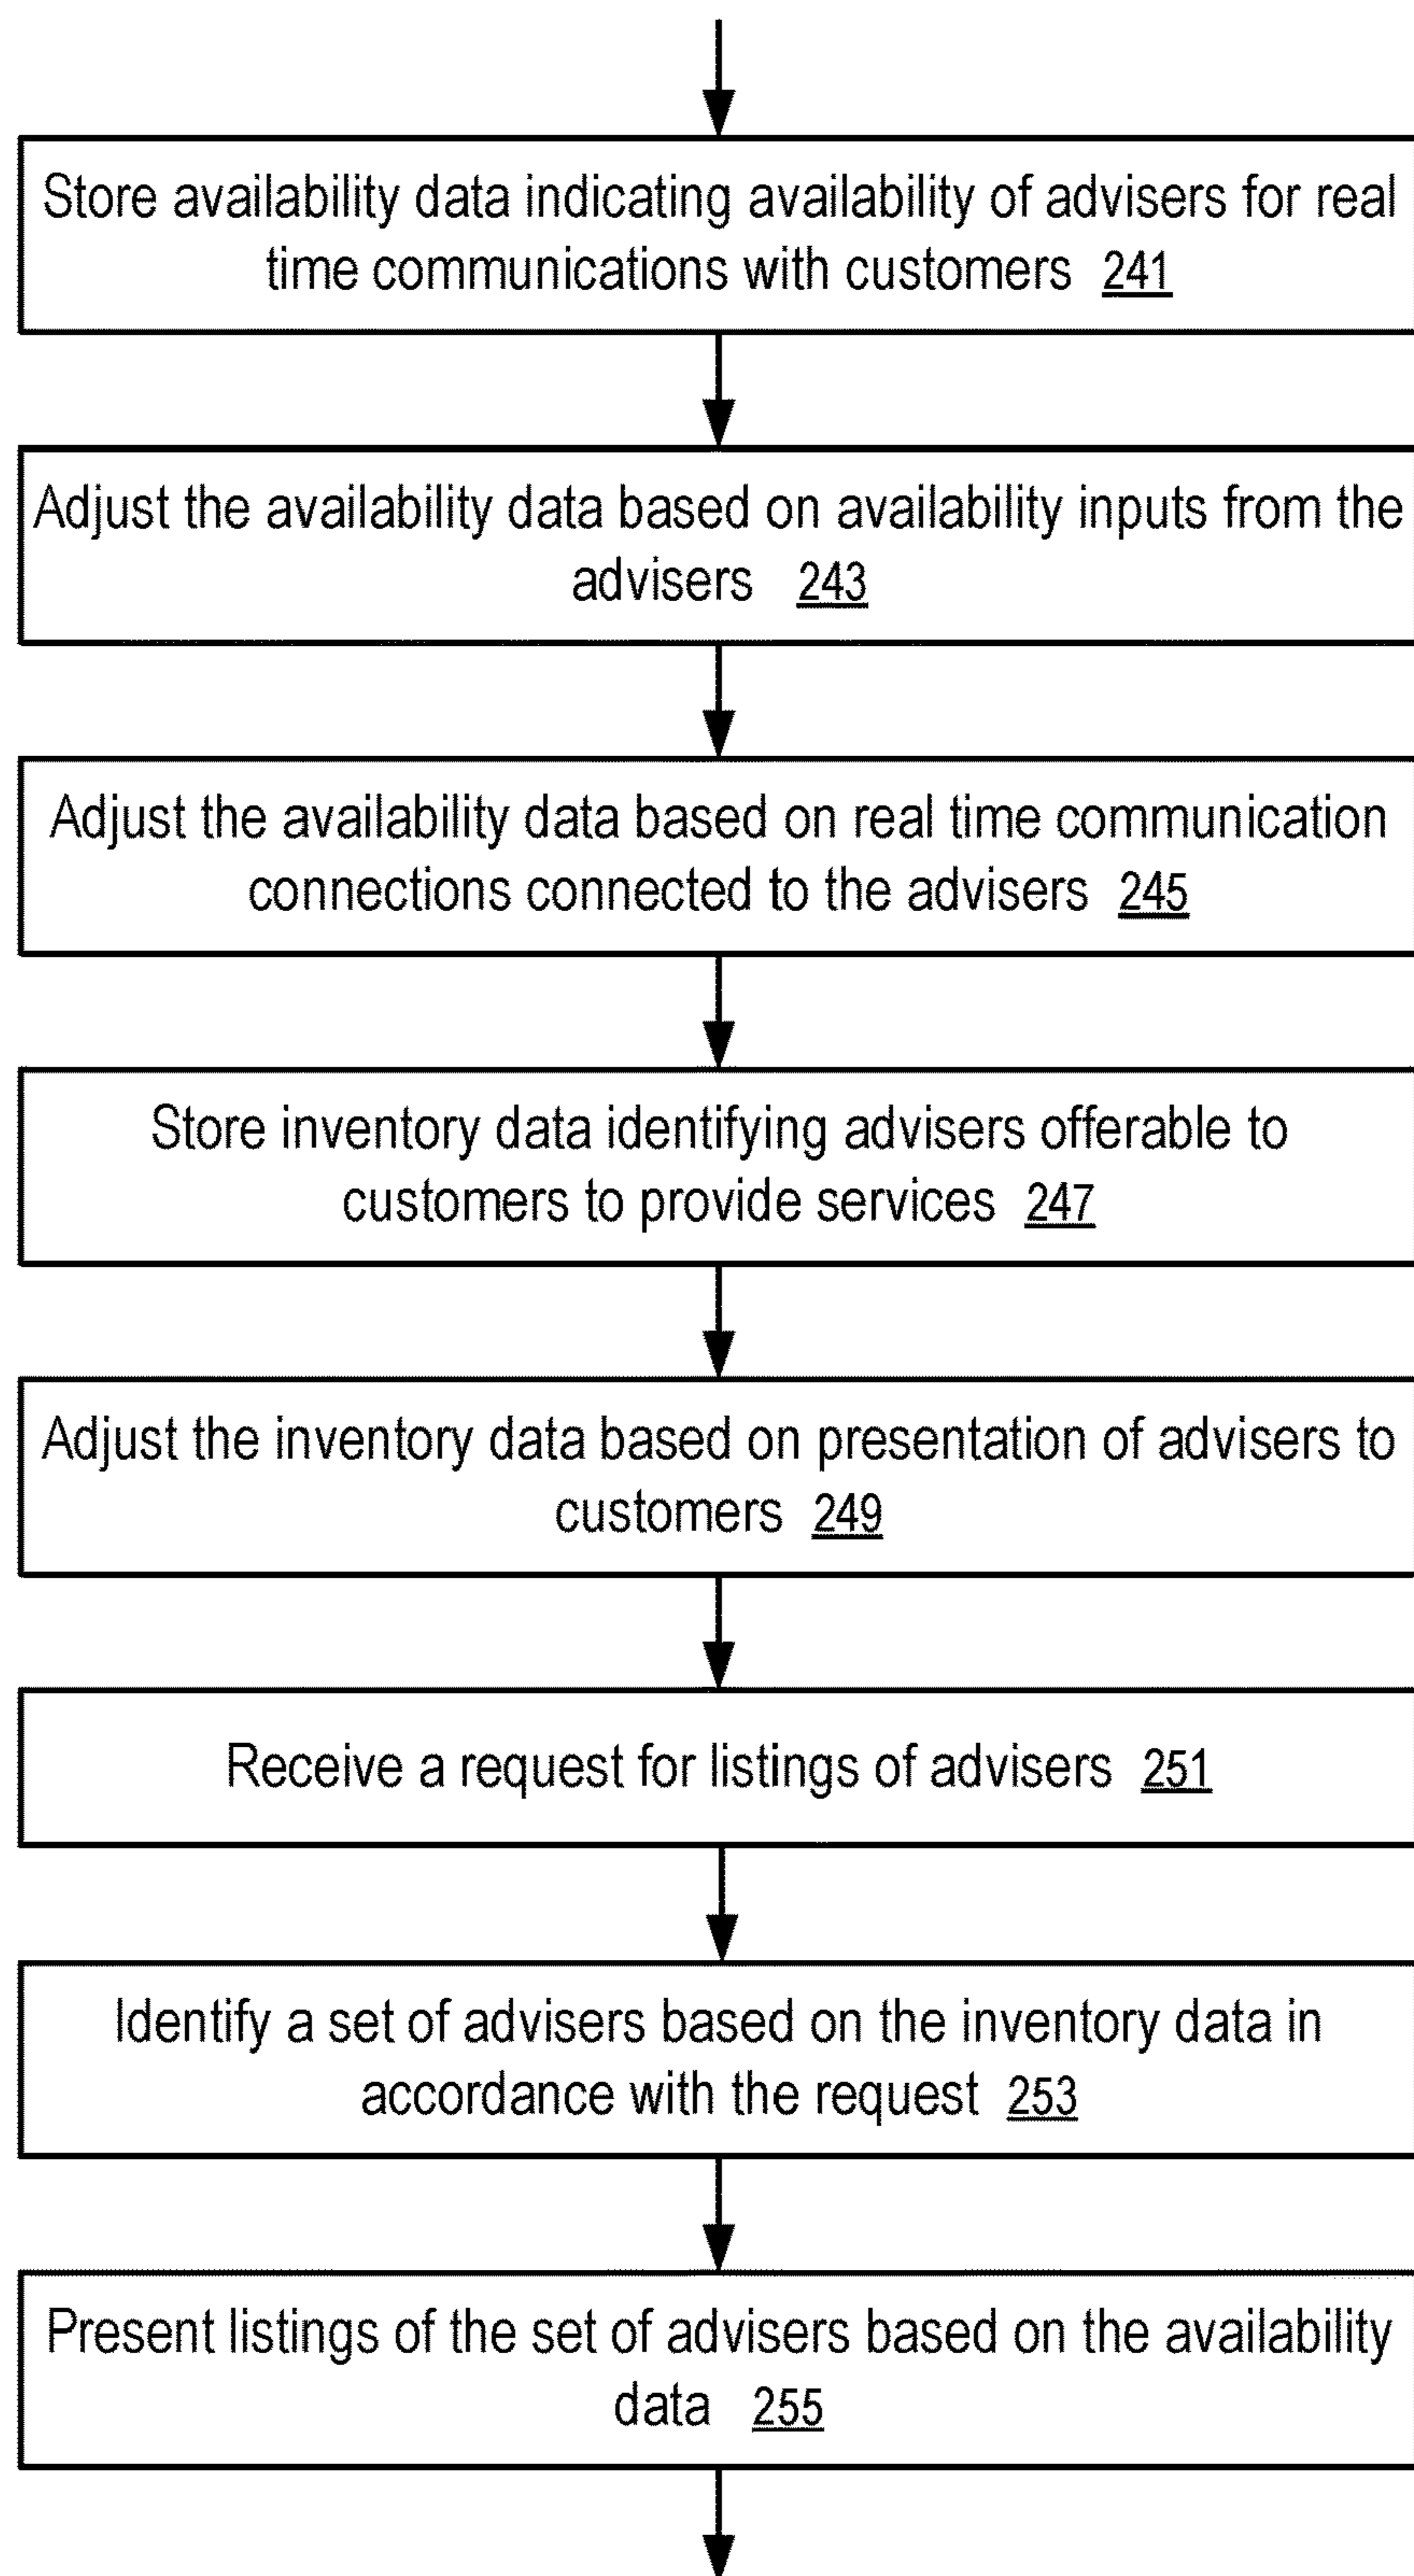 Store availability data indicating availability of advisers for real
time communications with customers 241
Adjust the availability data based on availability inputs from the
advisers 243
Adjust the availability data based on real time communication
connections connected to the advisers 245
Store inventory data identifying advisers offerable to
customers to provide services 247
Adjust the inventory data based on presentation of advisers to
customers 249
Receive a request for listings of advisers 251
Identify a set of advisers based on the inventory data in
accordance with the request 253
Present listings of the set of advisers based on the availability
data 255